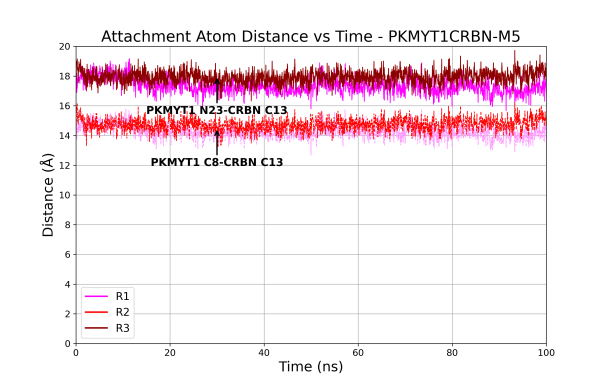 Attachment Atom Distance vs Time - PKMYT1CRBN-M5
20
18
16
14
12
10
8
6
4
2
0
Distance (Å)
PKMYT1 N23-CRBN C13
PKMYT1 C8-CRBN C13
R1
R2
R3
0 20 40 60 80 100
Time (ns)